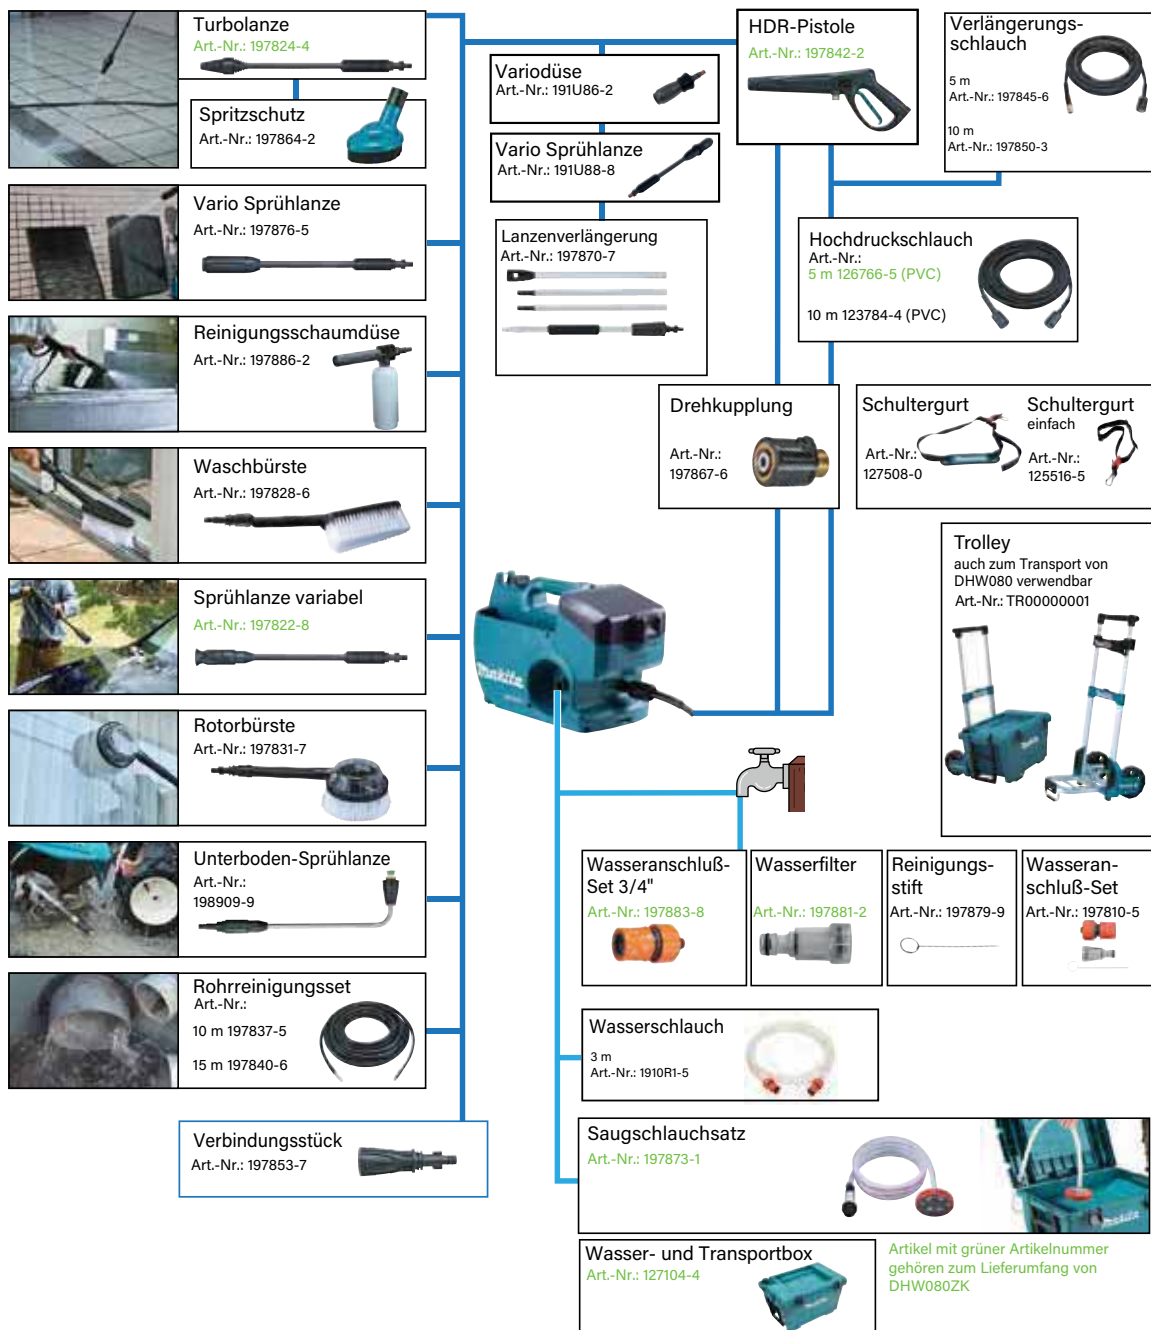 Turbolanze
Art.-Nr.: 197824-4
Spritzschutz
Art.-Nr.: 197864-2
Vario Sprühlanze
Art.-Nr.: 197876-5
Reinigungsschaumdüse
Art.-Nr.: 197886-2
Waschbürste
Art.-Nr.: 197828-6
Sprühlanze variabel
Art.-Nr.: 197822-8
Rotorbürste
Art.-Nr.: 197831-7
Unterboden-Sprühlanze
Art.-Nr.:
198909-9
Rohrreinigungsset
Art.-Nr.:
10 m 197837-5
15 m 197840-6
Verbindungsstück
Art.-Nr.: 197853-7
Variodüse
Art.-Nr.: 191U86-2
Vario Sprühlanze
Art.-Nr.: 191U88-8
Lanzenverlängerung
Art.-Nr.: 197870-7
HDR-Pistole
Art.-Nr.: 197842-2
Verlängerungs-
schlauch
5 m
Art.-Nr.: 197845-6
10 m
Art.-Nr.: 197850-3
Hochdruckschlauch
Art.-Nr.:
5 m 126766-5 (PVC)
10 m 123784-4 (PVC)
Drehkupplung
Art.-Nr.:
197867-6
Schultergurt
Art.-Nr.:
127508-0
Schultergurt
einfach
Art.-Nr.:
125516-5
Trolley
auch zum Transport von
DHW080 verwendbar
Art.-Nr.: TR00000001
makita
Wasseranschluß-
Set 3/4"
Art.-Nr.: 197883-8
Wasserfilter
Art.-Nr.: 197881-2
Reinigungs-
stift
Art.-Nr.: 197879-9
Wasseran-
schluß-Set
Art.-Nr.: 197810-5
Wasserschlauch
3 m
Art.-Nr.: 1910R1-5
Saugschlauchsatz
Art.-Nr.: 197873-1
makita
Wasser- und Transportbox
Art.-Nr.: 127104-4
Artikel mit grüner Artikelnummer
gehören zum Lieferumfang von
DHW080ZK